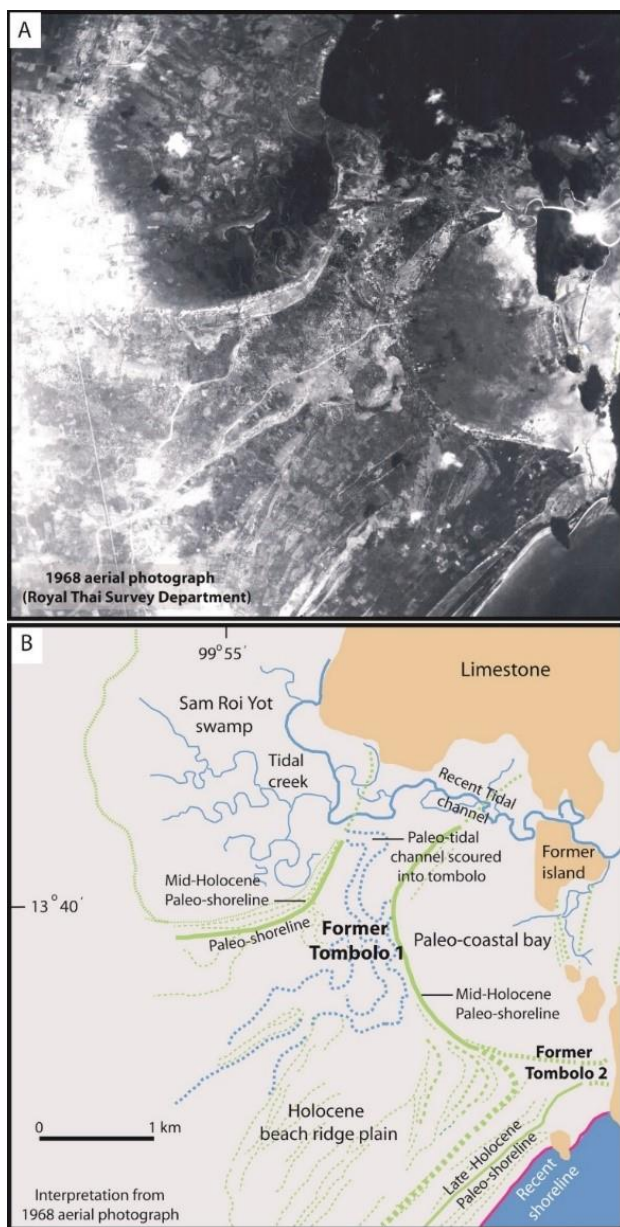 A
1968 aerial photograph
(Royal Thai Survey Department)
B
99°55'
Limestone
Sam Roi Yot
swamp
Tidal
creek
Recent Tidal
channel
Paleo-tidal
channel scoured
into tombolo
Former
island
Mid-Holocene
Paleo-shoreline
13°40'
Paleo-shoreline
Former
Tombolo 1
Paleo-coastal bay
Mid-Holocene
Paleo-shoreline
Former
Tombolo 2
0 1 km
Holocene
beach ridge plain
Late-Holocene
Paleo-shoreline
Recent
shoreline
Interpretation from
1968 aerial photograph